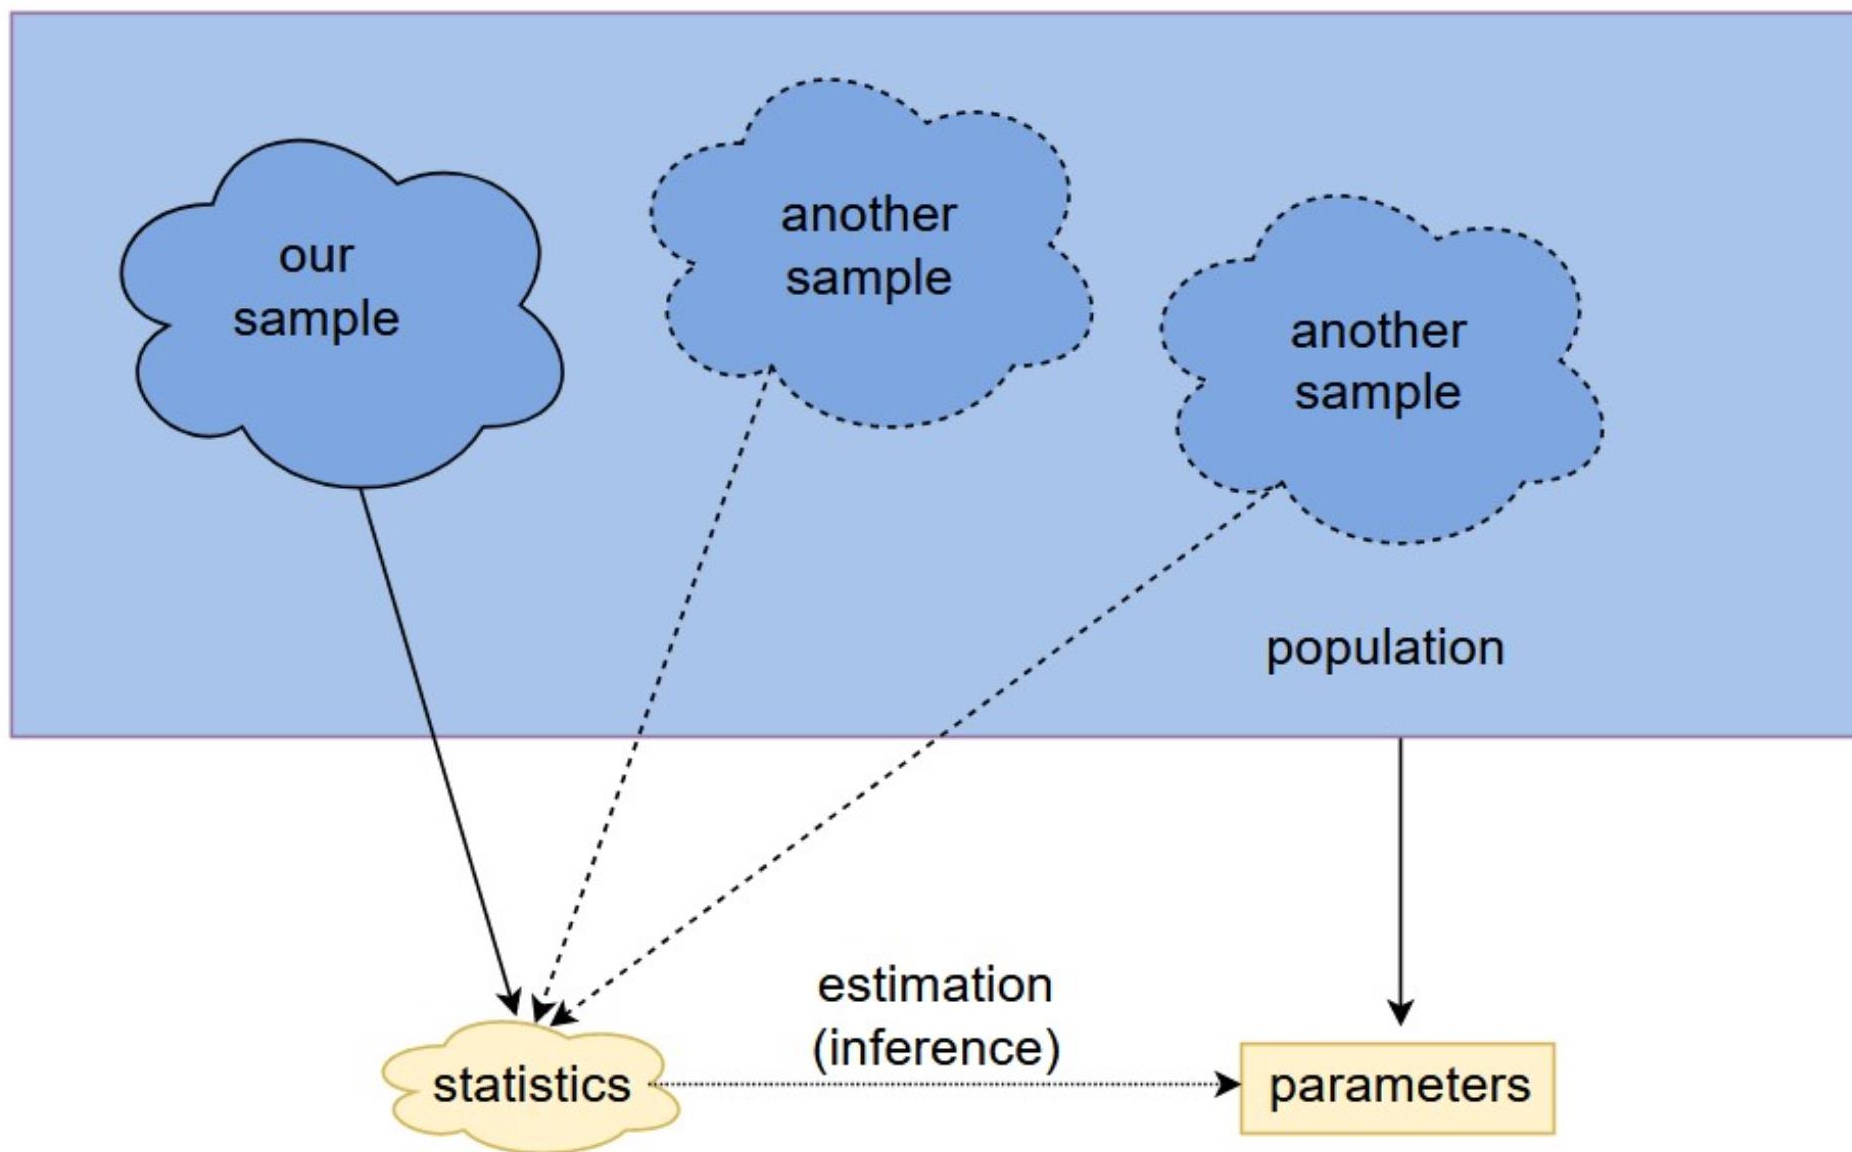 our
sample
another
sample
another
sample
population
estimation
(inference)
statistics
parameters